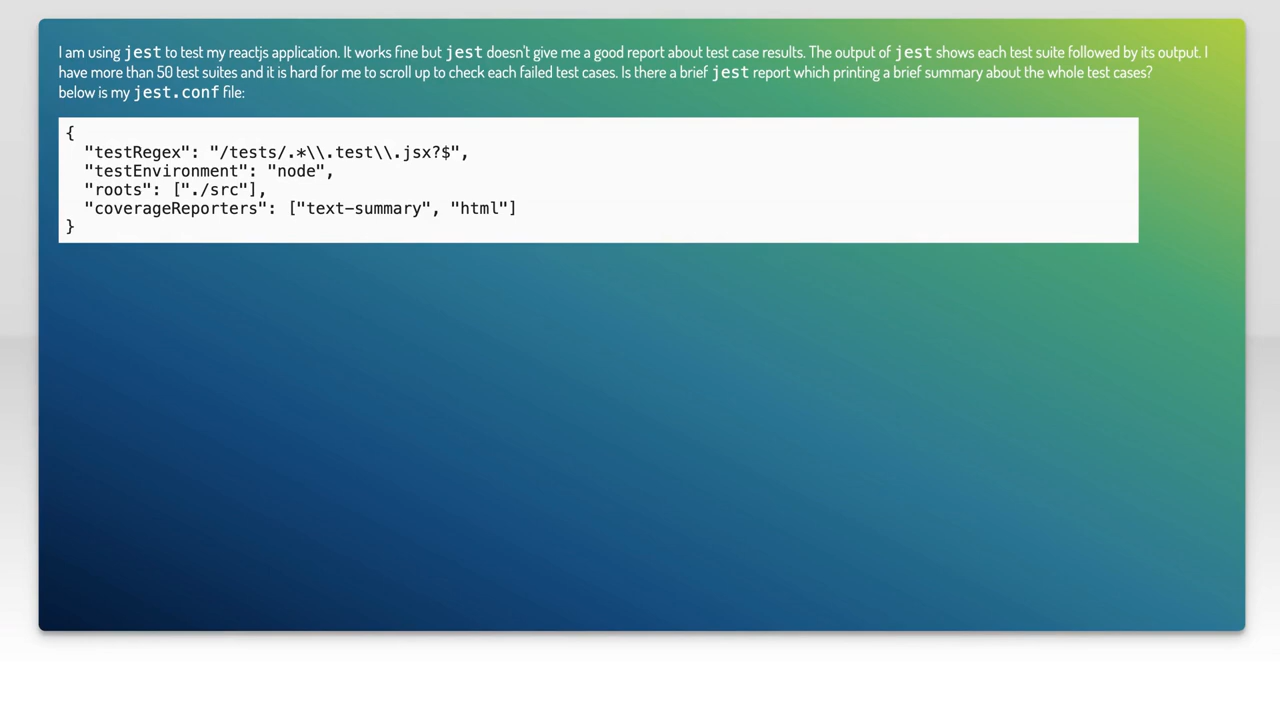 I am using jest to test my reactjs application. It works fine but jest doesn't give me a good report about test case results. The output of jest shows each test suite followed by its output. I
have more than 50 test suites and it is hard for me to scroll up to check each failed test cases. Is there a brief jest report which printing a brief summary about the whole test cases?
below is my jest.conf file:
{
  "testRegex": "/tests/.*\\.test\\.jsx?$",
  "testEnvironment": "node",
  "roots": ["./src"],
  "coverageReporters": ["text-summary", "html"]
}